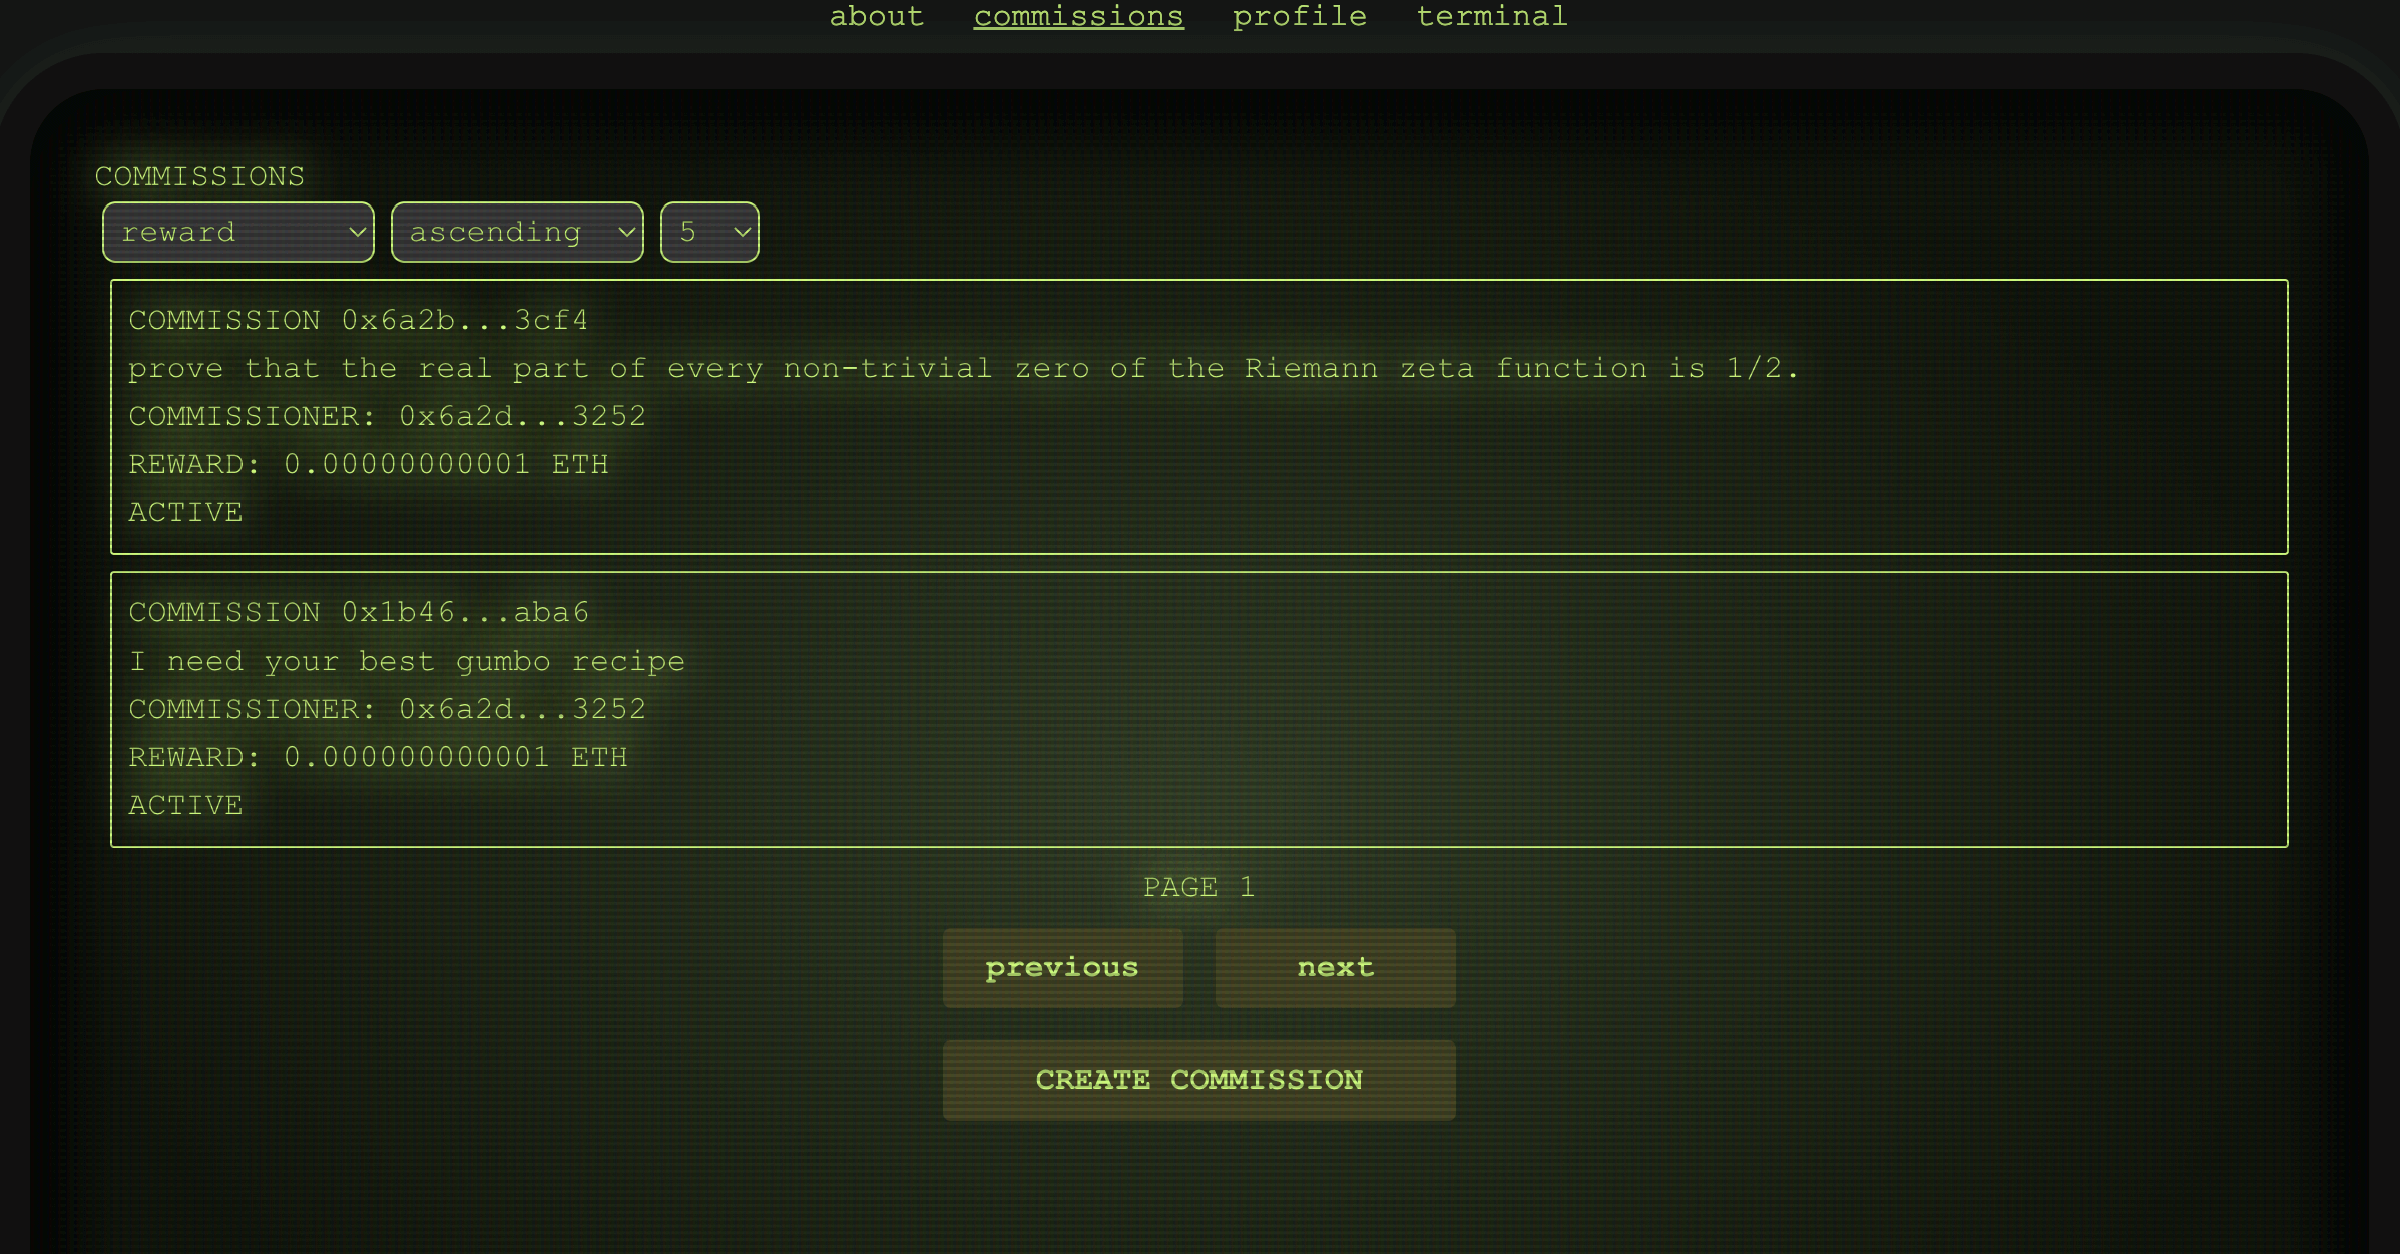 about commissions profile terminal
COMMISSIONS
reward ascending 5
COMMISSION 0x6a2b...3cf4
prove that the real part of every non-trivial zero of the Riemann zeta function is 1/2.
COMMISSIONER: 0x6a2d...3252
REWARD: 0.00000000001 ETH
ACTIVE
COMMISSION 0x1b46...aba6
I need your best gumbo recipe
COMMISSIONER: 0x6a2d...3252
REWARD: 0.000000000001 ETH
ACTIVE
PAGE 1
previous next
CREATE COMMISSION